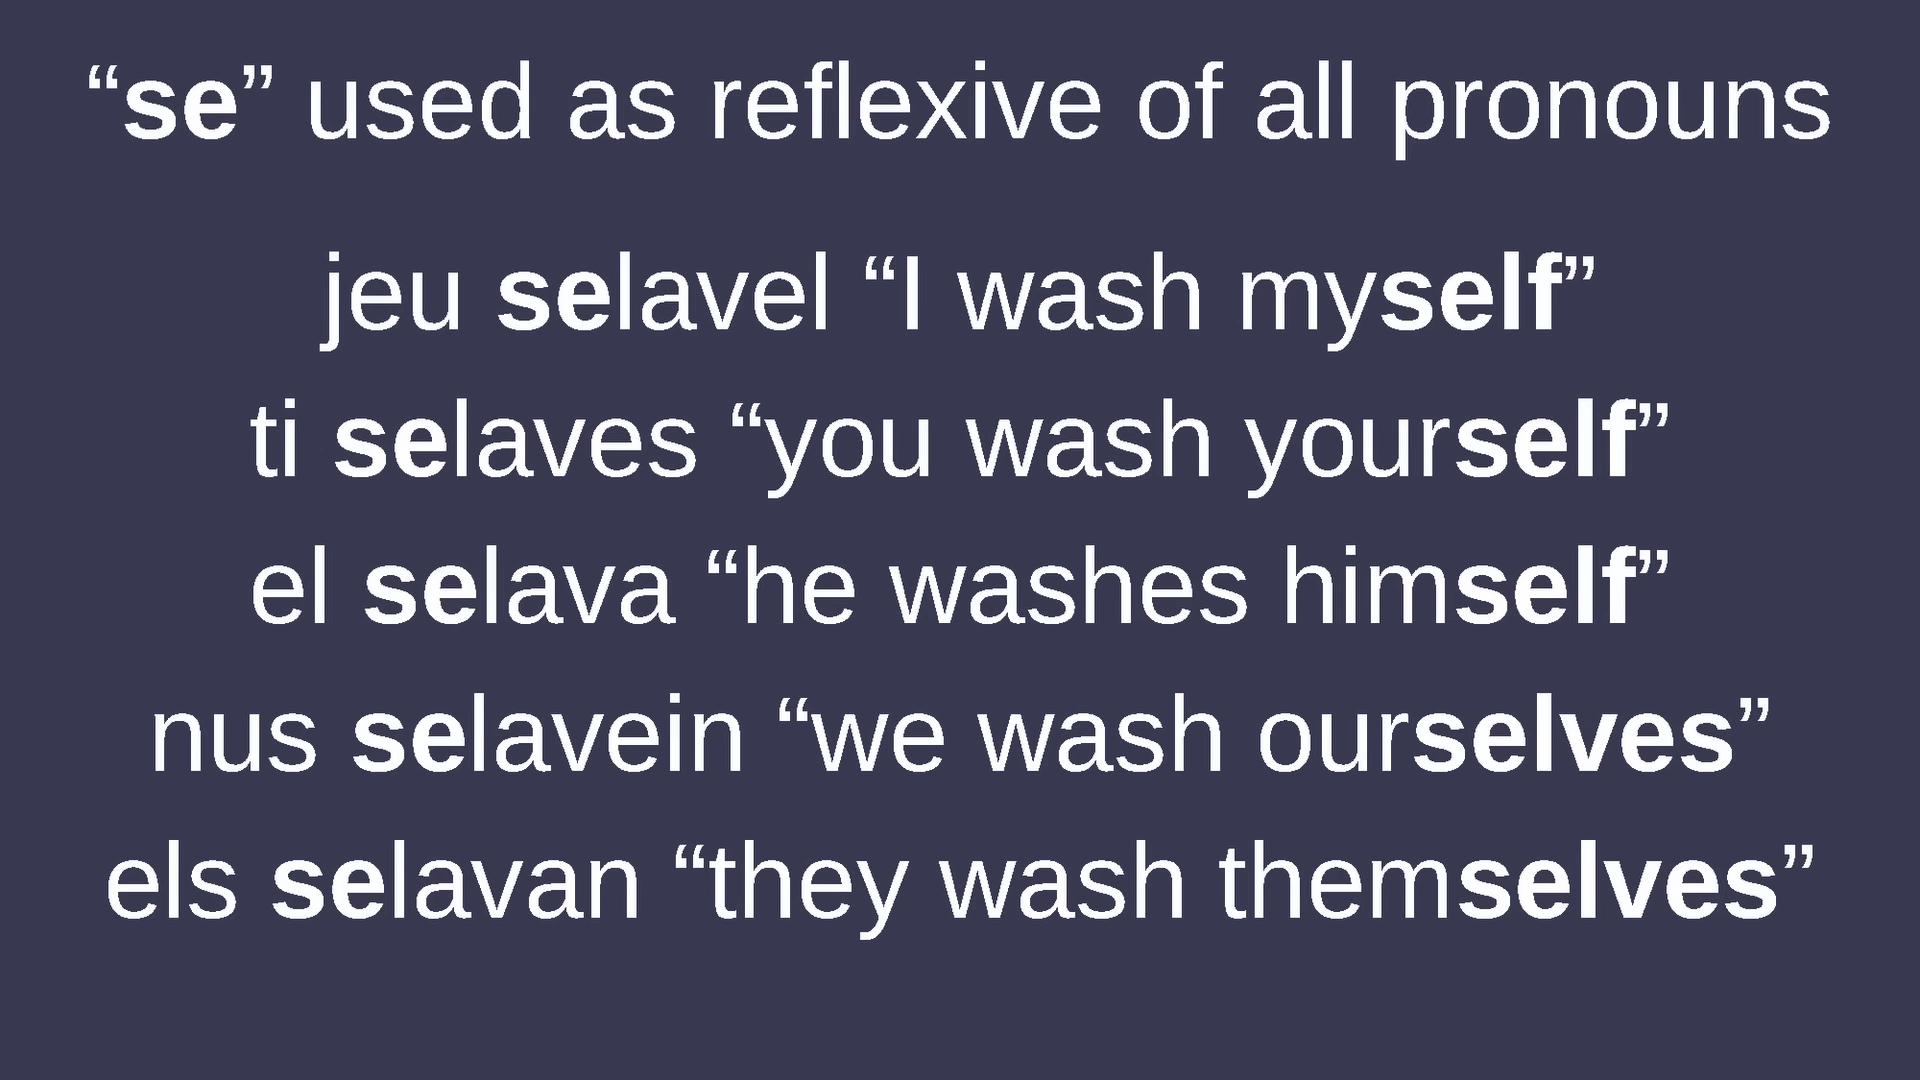 “se” used as reflexive of all pronouns
jeu selavel “I wash myself”
ti selaves “you wash yourself”
el selava “he washes himself”
nus selavein “we wash ourselves”
els selavan “they wash themselves”